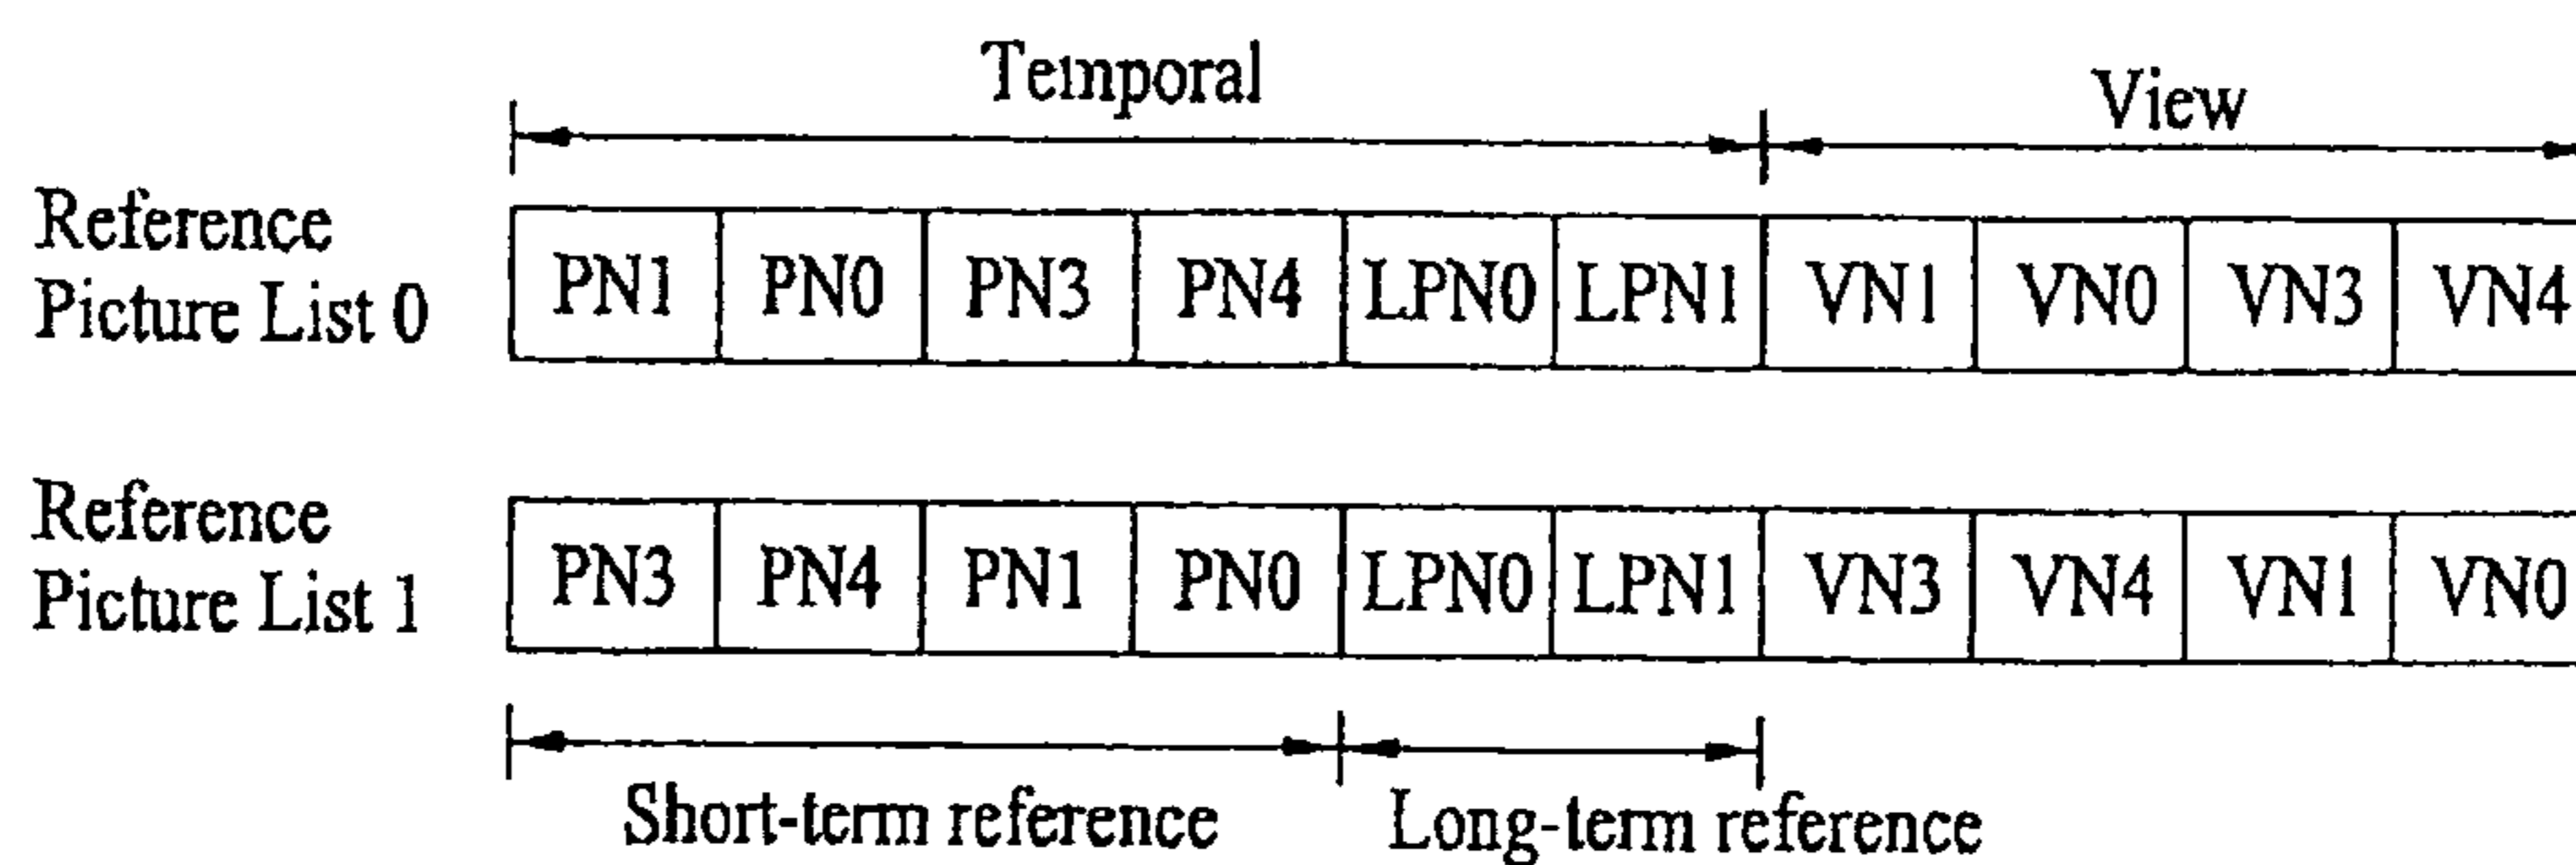 Temporal View
Reference
Picture List 0
PN1 PN0 PN3 PN4 LPN0 LPN1 VN1 VN0 VN3 VN4
Reference
Picture List 1
PN3 PN4 PN1 PN0 LPN0 LPN1 VN3 VN4 VN1 VN0
Short-term reference Long-term reference